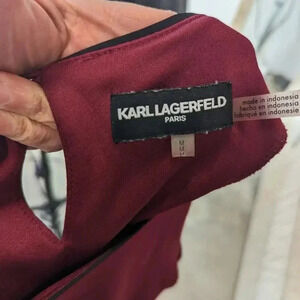 KARL LAGERFELD
PARIS
M
M
made in indonesia
hecho en indonesia
fabriqué en indonésie